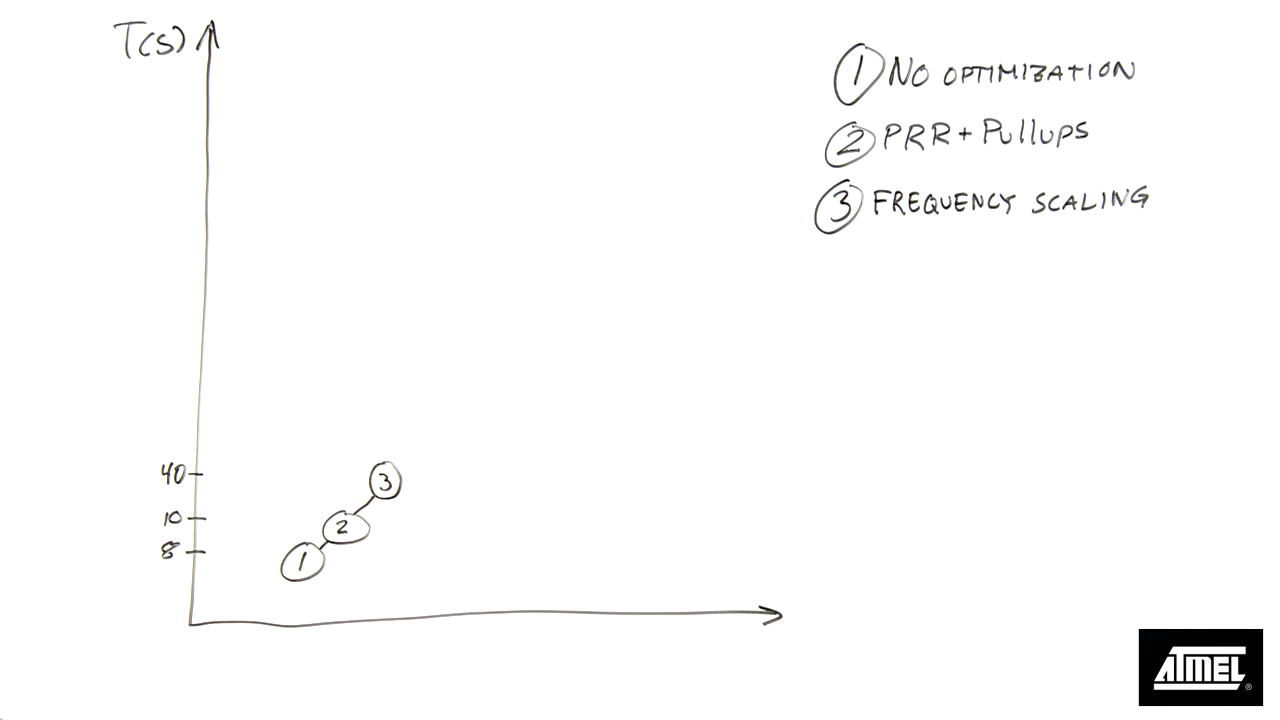 T(s)
① NO OPTIMIZATION
② PRR + Pullups
③ FREQUENCY SCALING
40
10
8
3
2
1
ATMEL®